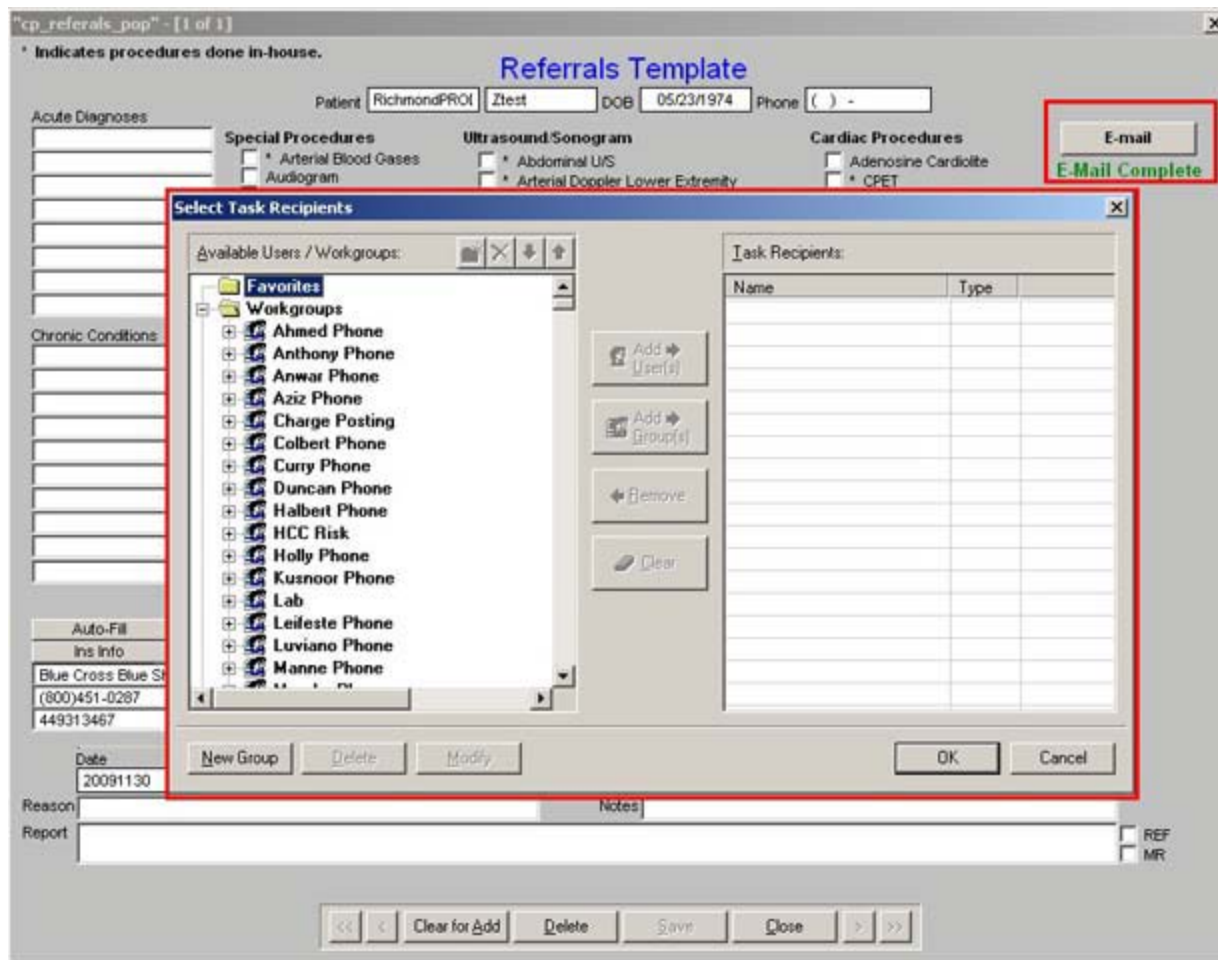 "cp_referals_pop" - [1 of 1]
* Indicates procedures done in-house.
Referrals Template
Patient RichmondPRO Ztest DOB 05/23/1974 Phone ( ) -
Acute Diagnoses
Special Procedures Ultrasound/Sonogram Cardiac Procedures
* Arterial Blood Gases * Abdominal U/S Adenosine Cardiolite
Audiogram * Arterial Doppler Lower Extremity * CPET
E-mail
E-Mail Complete
Select Task Recipients
Available Users / Workgroups:
Favorites
Workgroups
Ahmed Phone
Anthony Phone
Anwar Phone
Aziz Phone
Charge Posting
Colbert Phone
Curry Phone
Duncan Phone
Halbert Phone
HCC Risk
Holly Phone
Kusnoor Phone
Lab
Leifeste Phone
Luviano Phone
Manne Phone
Add
User(s)
Add
Group(s)
Remove
Clear
Task Recipients:
Name Type
New Group Delete Modify OK Cancel
Chronic Conditions
Auto-Fill
Ins Info
Blue Cross Blue
(800)451-0287
449313467
Date
20091130
Reason Notes
Report
REF
MR
<< < Clear for Add Delete Save Close > >>